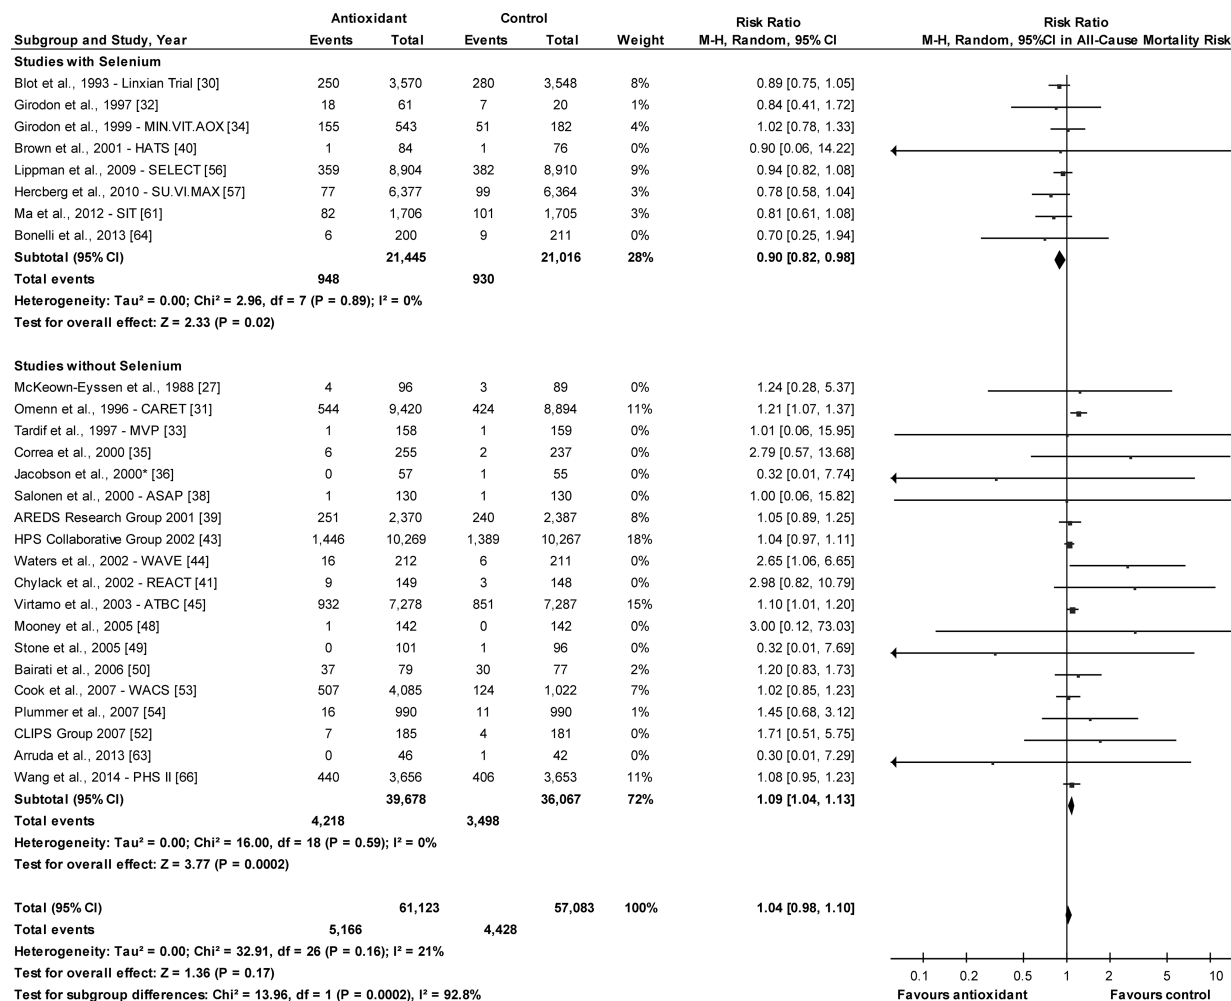 Antioxidant Control Risk Ratio Risk Ratio
Subgroup and Study, Year Events Total Events Total Weight M-H, Random, 95% CI M-H, Random, 95%CI in All-Cause Mortality Risk
Studies with Selenium
Blot et al., 1993 - Linxian Trial [30] 250 3,570 280 3,548 8% 0.89 [0.75, 1.05]
Girodon et al., 1997 [32] 18 61 7 20 1% 0.84 [0.41, 1.72]
Girodon et al., 1999 - MIN.VIT.AOX [34] 155 543 51 182 4% 1.02 [0.78, 1.33]
Brown et al., 2001 - HATS [40] 1 84 1 76 0% 0.90 [0.06, 14.22]
Lippman et al., 2009 - SELECT [56] 359 8,904 382 8,910 9% 0.94 [0.82, 1.08]
Hercberg et al., 2010 - SU.VI.MAX [57] 77 6,377 99 6,364 3% 0.78 [0.58, 1.04]
Ma et al., 2012 - SIT [61] 82 1,706 101 1,705 3% 0.81 [0.61, 1.08]
Bonelli et al., 2013 [64] 6 200 9 211 0% 0.70 [0.25, 1.94]
Subtotal (95% CI) 21,445 21,016 28% 0.90 [0.82, 0.98]
Total events 948 930
Heterogeneity: Tau² = 0.00; Chi² = 2.96, df = 7 (P = 0.89); I² = 0%
Test for overall effect: Z = 2.33 (P = 0.02)
Studies without Selenium
McKeown-Eyssen et al., 1988 [27] 4 96 3 89 0% 1.24 [0.28, 5.37]
Omenn et al., 1996 - CARET [31] 544 9,420 424 8,894 11% 1.21 [1.07, 1.37]
Tardif et al., 1997 - MVP [33] 1 158 1 159 0% 1.01 [0.06, 15.95]
Correa et al., 2000 [35] 6 255 2 237 0% 2.79 [0.57, 13.68]
Jacobson et al., 2000* [36] 0 57 1 55 0% 0.32 [0.01, 7.74]
Salonen et al., 2000 - ASAP [38] 1 130 1 130 0% 1.00 [0.06, 15.82]
AREDS Research Group 2001 [39] 251 2,370 240 2,387 8% 1.05 [0.89, 1.25]
HPS Collaborative Group 2002 [43] 1,446 10,269 1,389 10,267 18% 1.04 [0.97, 1.11]
Waters et al., 2002 - WAVE [44] 16 212 6 211 0% 2.65 [1.06, 6.65]
Chylack et al., 2002 - REACT [41] 9 149 3 148 0% 2.98 [0.82, 10.79]
Virtamo et al., 2003 - ATBC [45] 932 7,278 851 7,287 15% 1.10 [1.01, 1.20]
Mooney et al., 2005 [48] 1 142 0 142 0% 3.00 [0.12, 73.03]
Stone et al., 2005 [49] 0 101 1 96 0% 0.32 [0.01, 7.69]
Bairati et al., 2006 [50] 37 79 30 77 2% 1.20 [0.83, 1.73]
Cook et al., 2007 - WACS [53] 507 4,085 124 1,022 7% 1.02 [0.85, 1.23]
Plummer et al., 2007 [54] 16 990 11 990 1% 1.45 [0.68, 3.12]
CLIPS Group 2007 [52] 7 185 4 181 0% 1.71 [0.51, 5.75]
Arruda et al., 2013 [63] 0 46 1 42 0% 0.30 [0.01, 7.29]
Wang et al., 2014 - PHS II [66] 440 3,656 406 3,653 11% 1.08 [0.95, 1.23]
Subtotal (95% CI) 39,678 36,067 72% 1.09 [1.04, 1.13]
Total events 4,218 3,498
Heterogeneity: Tau² = 0.00; Chi² = 16.00, df = 18 (P = 0.59); I² = 0%
Test for overall effect: Z = 3.77 (P = 0.0002)
Total (95% CI) 61,123 57,083 100% 1.04 [0.98, 1.10]
Total events 5,166 4,428
Heterogeneity: Tau² = 0.00; Chi² = 32.91, df = 26 (P = 0.16); I² = 21%
Test for overall effect: Z = 1.36 (P = 0.17)
Test for subgroup differences: Chi² = 13.96, df = 1 (P = 0.0002), I² = 92.8%
0.1 0.2 0.5 1 2 5 10
Favours antioxidant Favours control